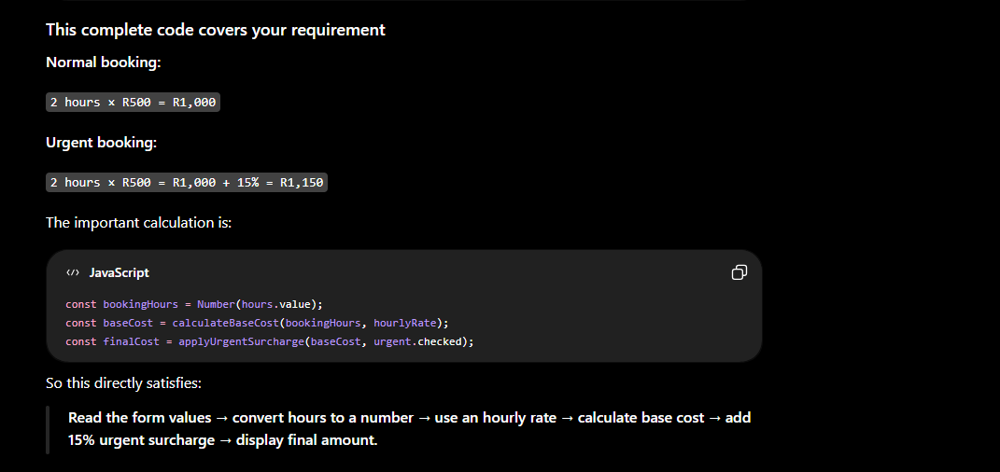 This complete code covers your requirement
Normal booking:
2 hours × R500 = R1,000
Urgent booking:
2 hours × R500 = R1,000 + 15% = R1,150
The important calculation is:
</> JavaScript
const bookingHours = Number(hours.value);
const baseCost = calculateBaseCost(bookingHours, hourlyRate);
const finalCost = applyUrgentSurcharge(baseCost, urgent.checked);
So this directly satisfies:
Read the form values → convert hours to a number → use an hourly rate → calculate base cost → add
15% urgent surcharge → display final amount.